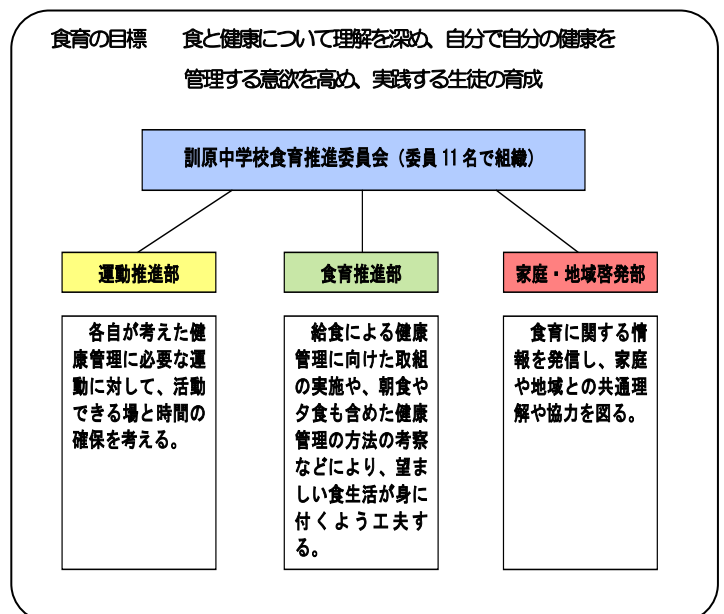 食育の目標　食と健康について理解を深め、自分で自分の健康を
管理する意欲を高め、実践する生徒の育成
訓原中学校食育推進委員会（委員11名で組織）
運動推進部
各自が考えた健
康管理に必要な運
動に対して、活動
できる場と時間の
確保を考える。
食育推進部
給食による健康
管理に向けた取組
の実施や、朝食や
夕食も含めた健康
管理の方法の考察
などにより、望ま
しい食生活が身に
付くよう工夫す
る。
家庭・地域啓発部
食育に関する情
報を発信し、家庭
や地域との共通理
解や協力を図る。